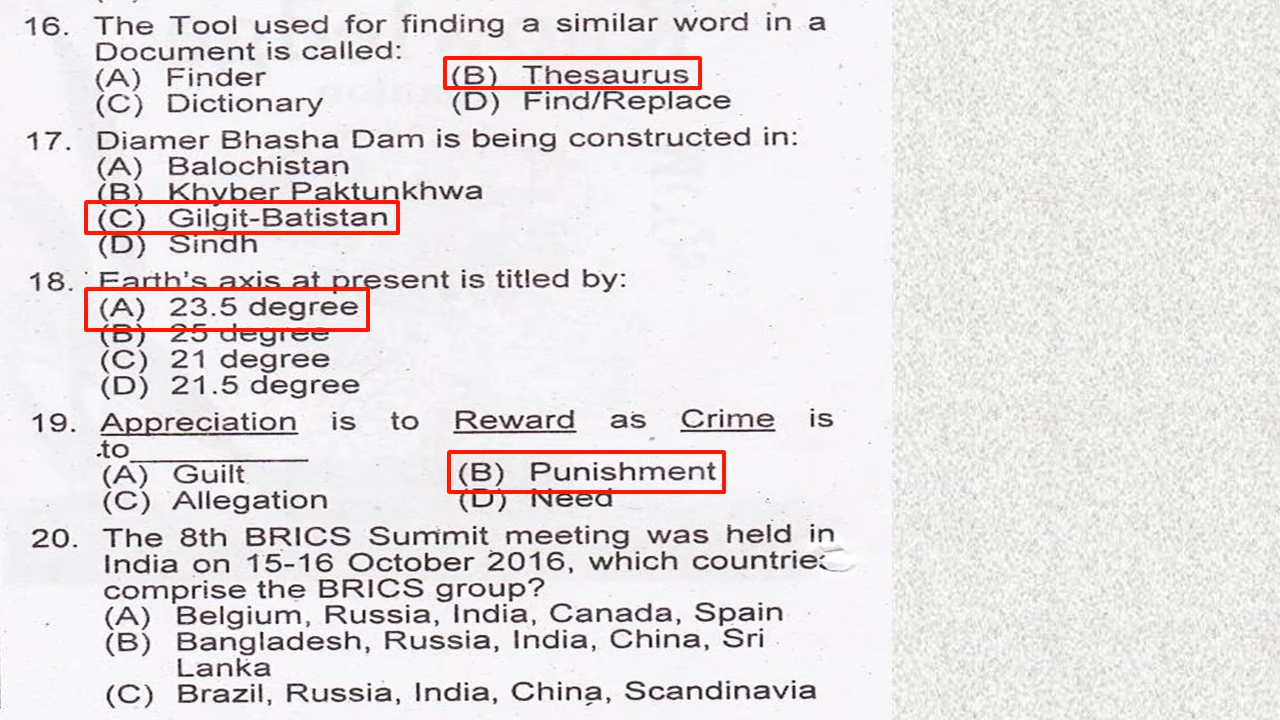 16. The Tool used for finding a similar word in a
Document is called:
(A) Finder (B) Thesaurus
(C) Dictionary (D) Find/Replace
17. Diamer Bhasha Dam is being constructed in:
(A) Balochistan
(B) Khyber Paktunkhwa
(C) Gilgit-Batistan
(D) Sindh
18. Earth's axis at present is titled by:
(A) 23.5 degree
(B) 25 degree
(C) 21 degree
(D) 21.5 degree
19. Appreciation is to Reward as Crime is
to__________
(A) Guilt (B) Punishment
(C) Allegation (D) Need
20. The 8th BRICS Summit meeting was held in
India on 15-16 October 2016, which countries
comprise the BRICS group?
(A) Belgium, Russia, India, Canada, Spain
(B) Bangladesh, Russia, India, China, Sri
Lanka
(C) Brazil, Russia, India, China, Scandinavia